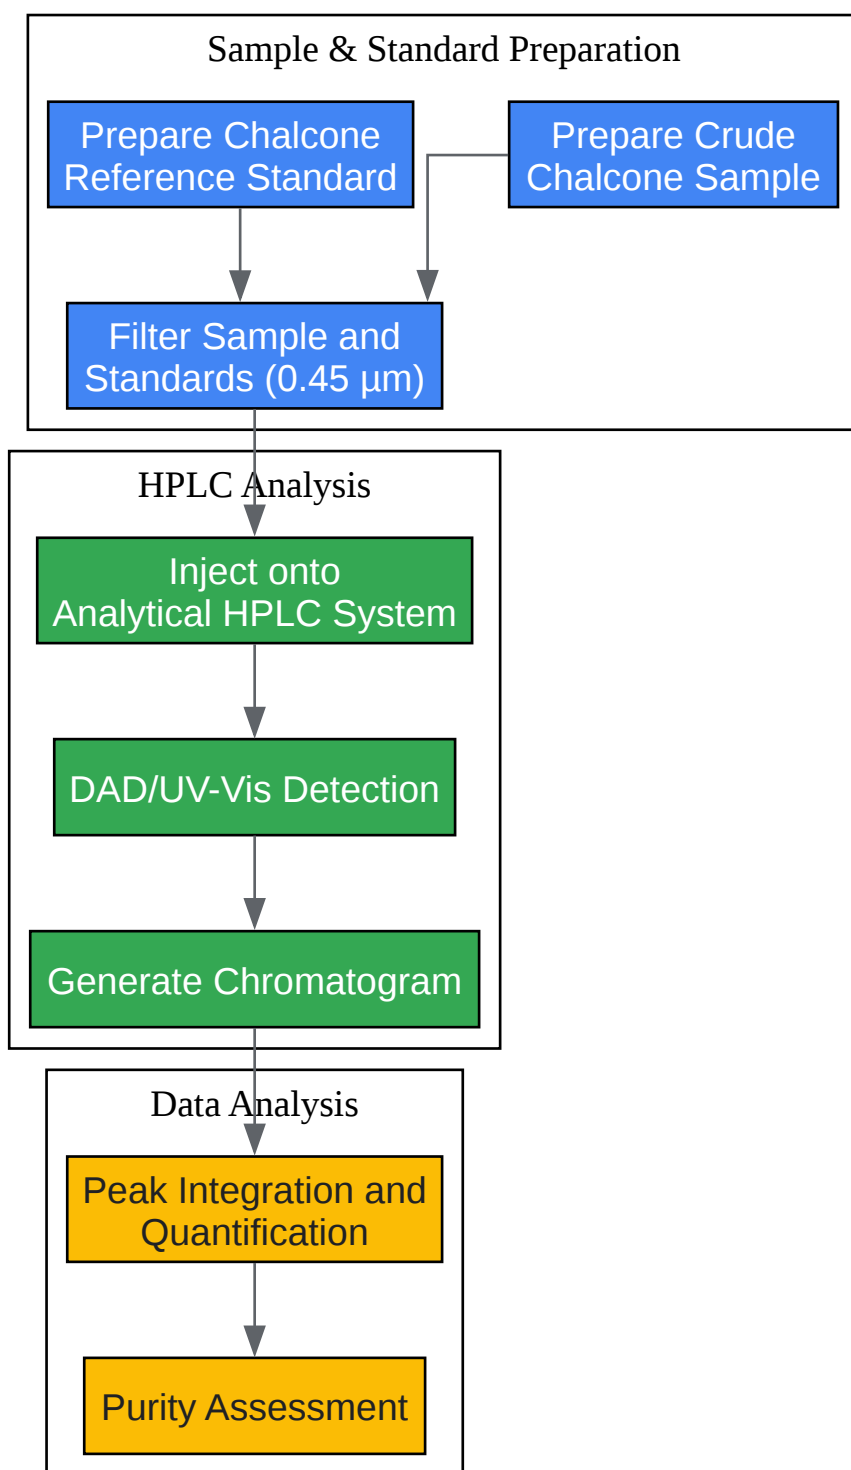 Sample & Standard Preparation
Prepare Chalcone
Reference Standard
Prepare Crude
Chalcone Sample
Filter Sample and
Standards (0.45 µm)
HPLC Analysis
Inject onto
Analytical HPLC System
DAD/UV-Vis Detection
Generate Chromatogram
Data Analysis
Peak Integration and
Quantification
Purity Assessment